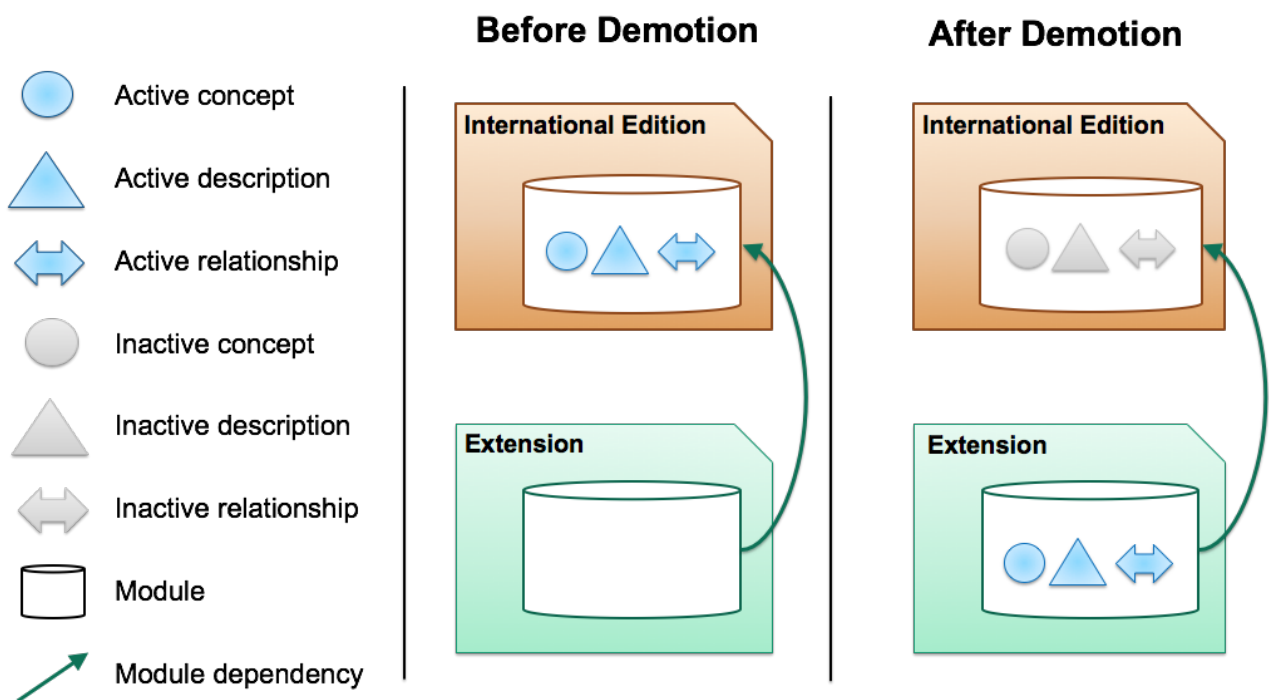 Before Demotion
After Demotion
Active concept
Active description
Active relationship
Inactive concept
Inactive description
Inactive relationship
Module
Module dependency
International Edition
Extension
International Edition
Extension